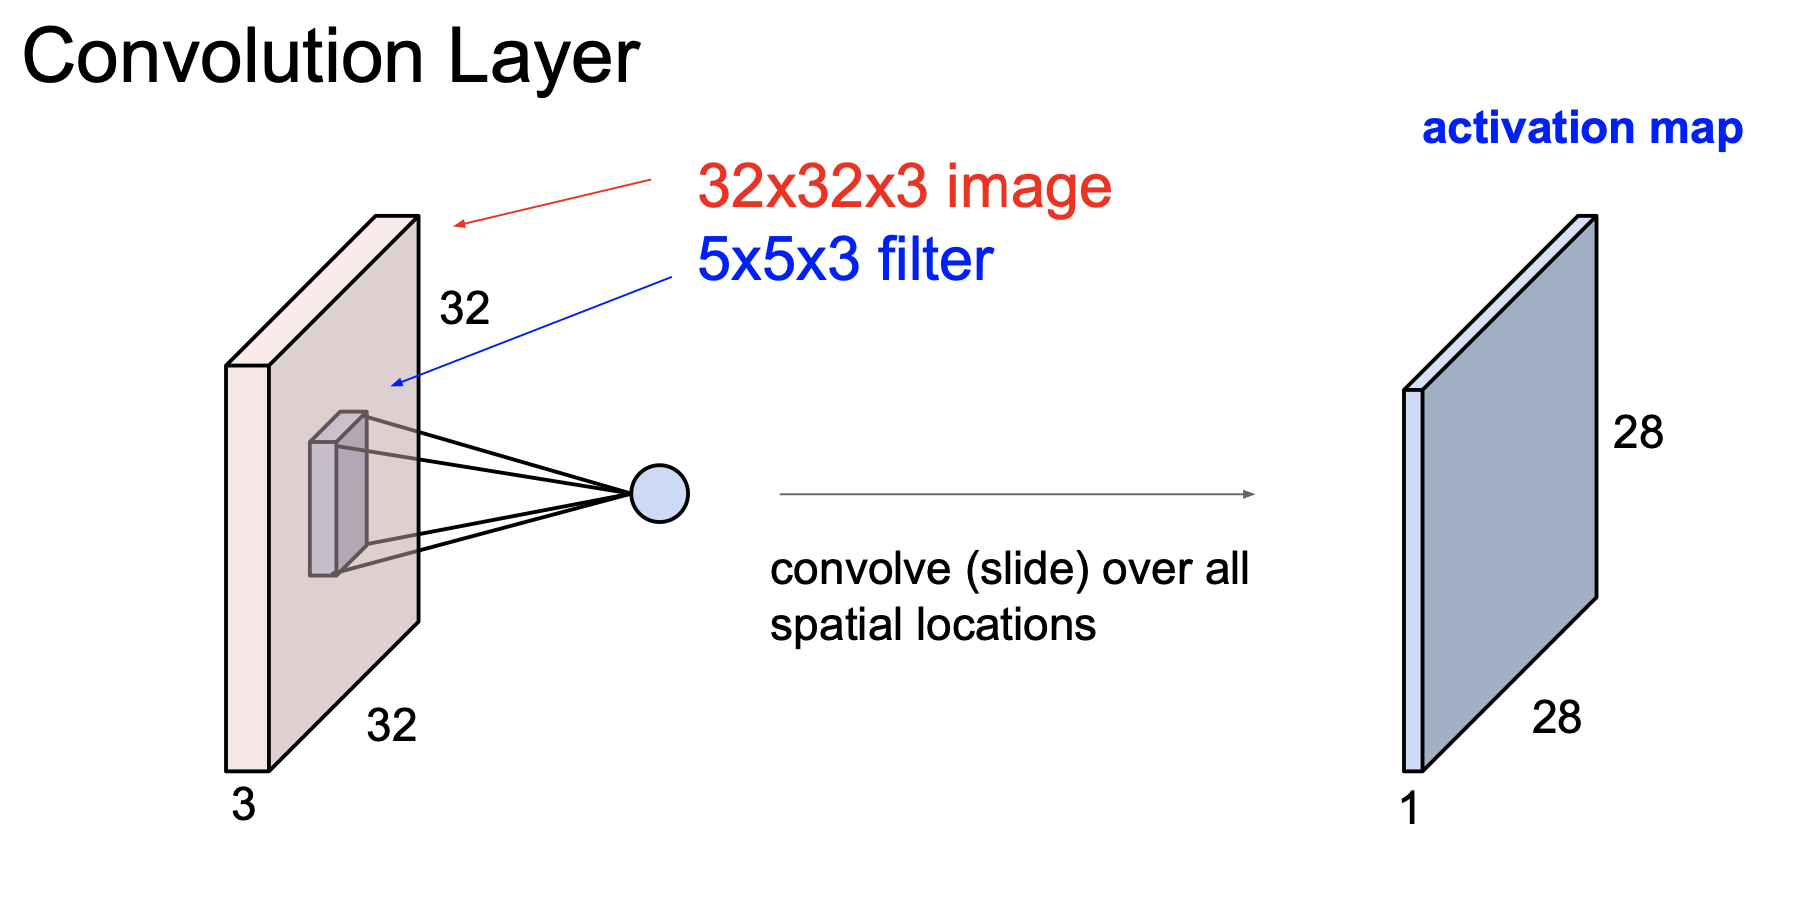 Convolution Layer
activation map
32x32x3 image
5x5x3 filter
32
28
convolve (slide) over all
spatial locations
32
28
3
1